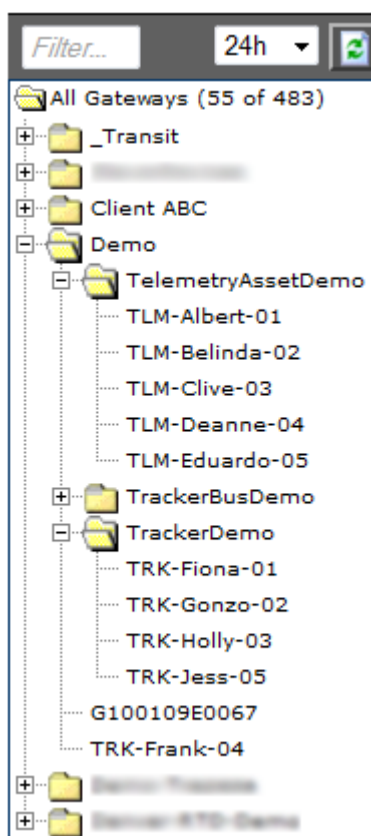 Filter...
24h
All Gateways (55 of 483)
_Transit
Client ABC
Demo
TelemetryAssetDemo
TLM-Albert-01
TLM-Belinda-02
TLM-Clive-03
TLM-Deanne-04
TLM-Eduardo-05
TrackerBusDemo
TrackerDemo
TRK-Fiona-01
TRK-Gonzo-02
TRK-Holly-03
TRK-Jess-05
G100109E0067
TRK-Frank-04